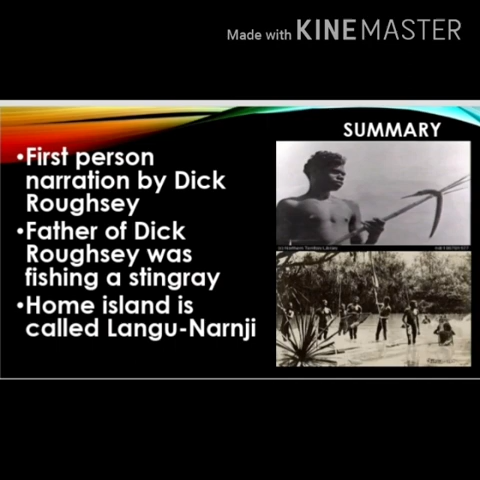 Made with KINEMASTER
SUMMARY
•First person
narration by Dick
Roughsey
•Father of Dick
Roughsey was
fishing a stingray
•Home island is
called Langu-Narnji